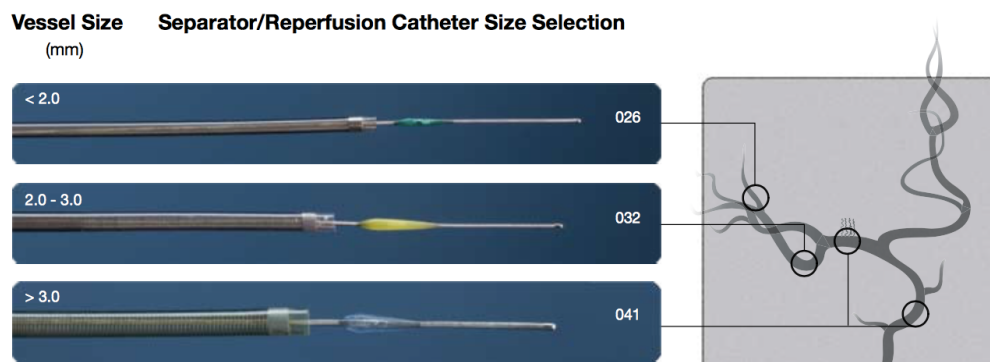 Vessel Size Separator/Reperfusion Catheter Size Selection
(mm)
< 2.0
026
2.0 - 3.0
032
> 3.0
041